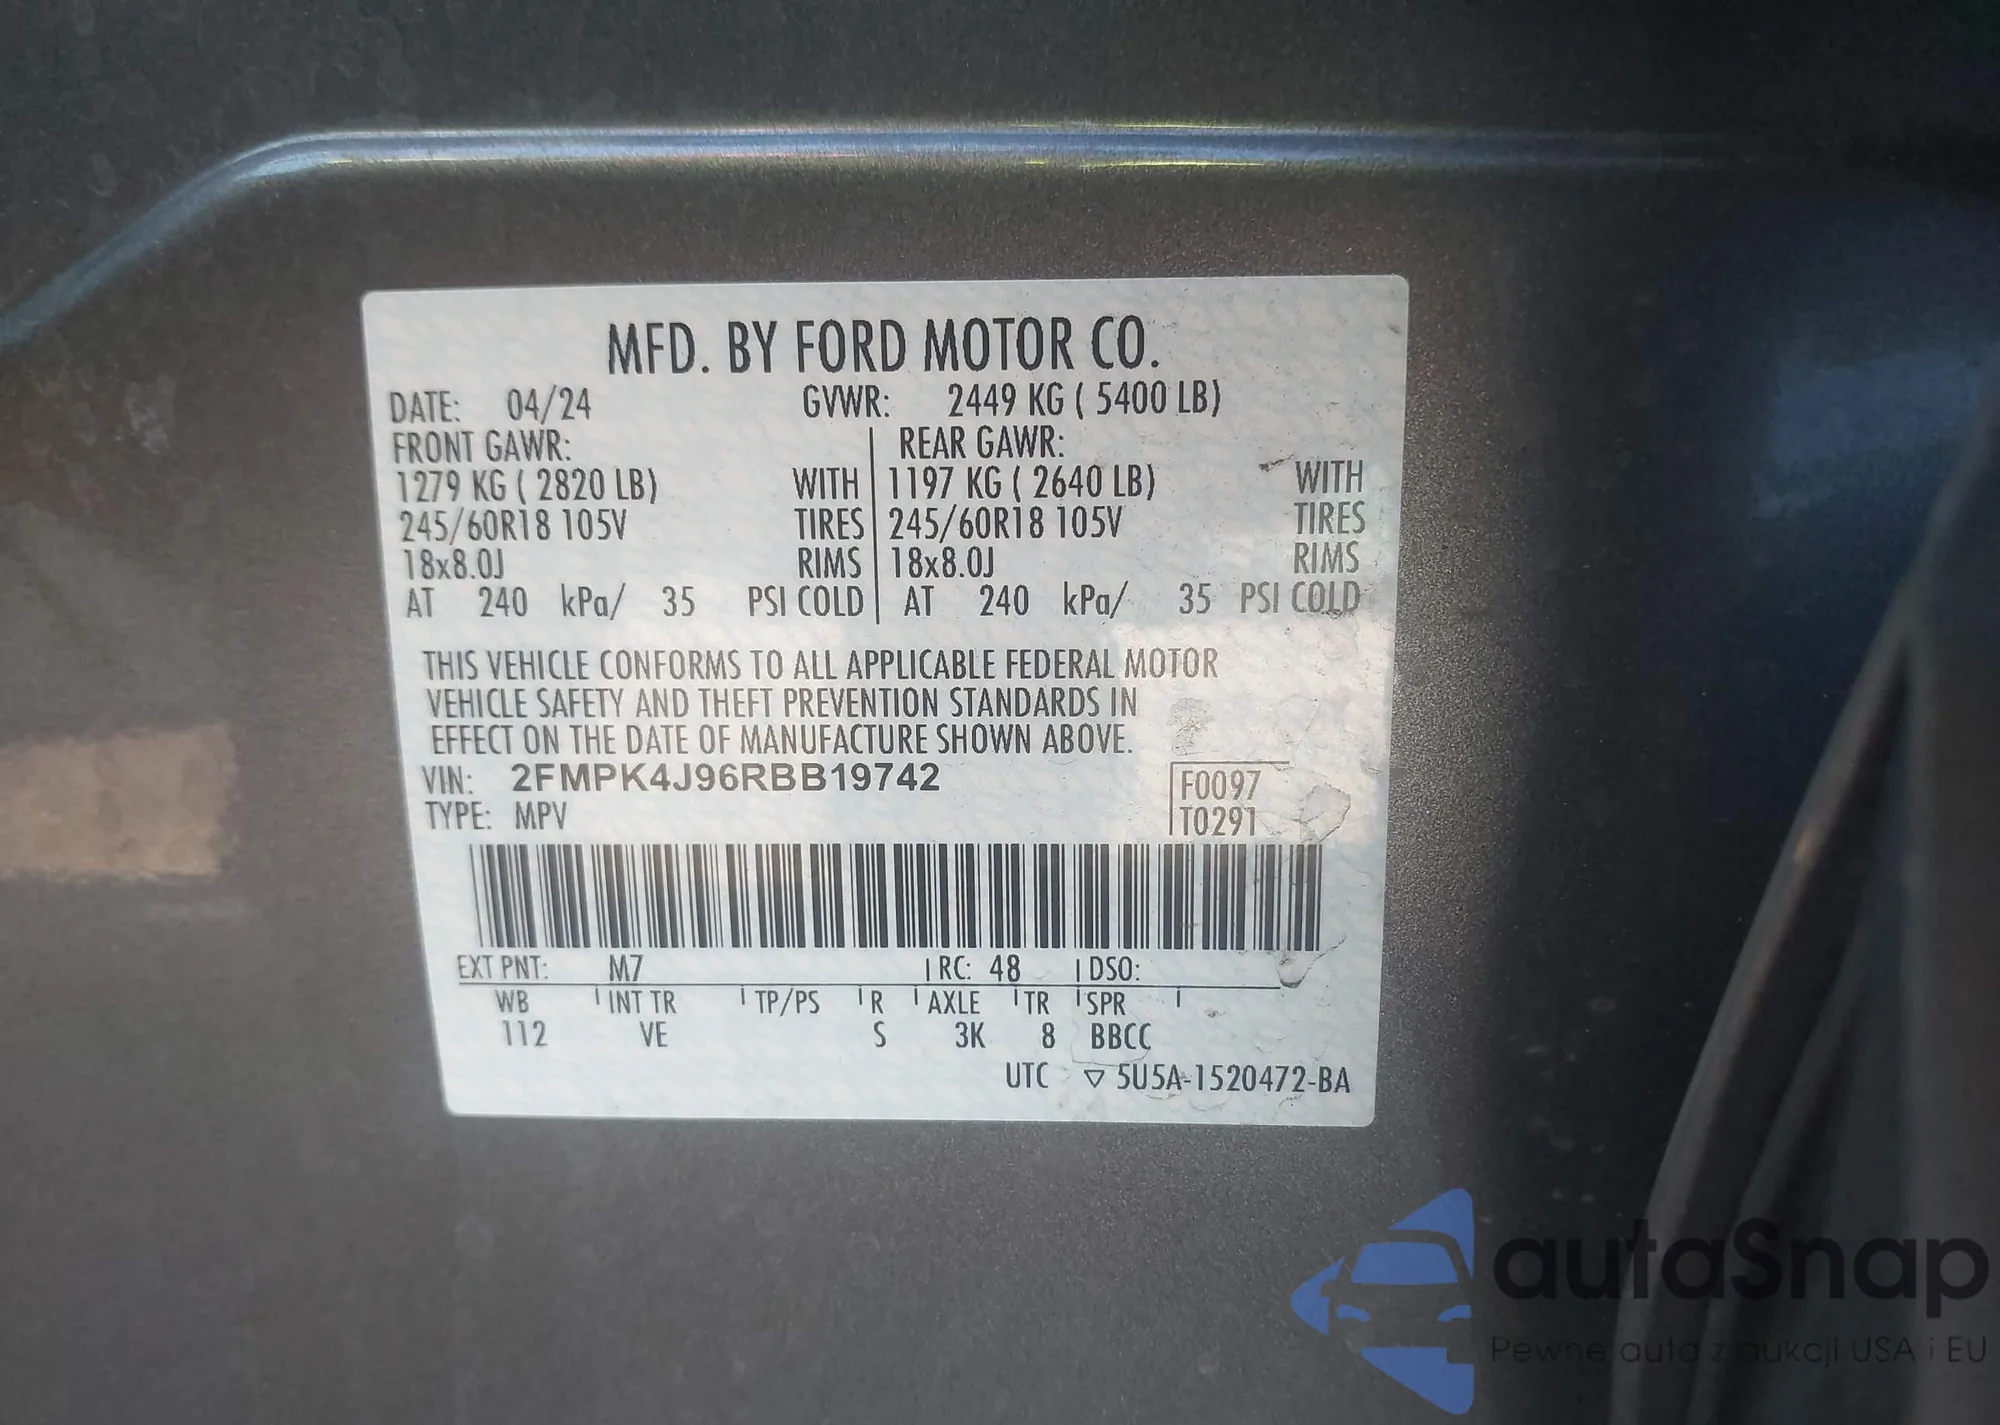 MFD. BY FORD MOTOR CO.
DATE: 04/24 GVWR: 2449 KG ( 5400 LB)
FRONT GAWR: REAR GAWR:
1279 KG ( 2820 LB) WITH 1197 KG ( 2640 LB) WITH
245/60R18 105V TIRES 245/60R18 105V TIRES
18x8.0J RIMS 18x8.0J RIMS
AT 240 kPa/ 35 PSI COLD AT 240 kPa/ 35 PSI COLD
THIS VEHICLE CONFORMS TO ALL APPLICABLE FEDERAL MOTOR
VEHICLE SAFETY AND THEFT PREVENTION STANDARDS IN
EFFECT ON THE DATE OF MANUFACTURE SHOWN ABOVE.
VIN: 2FMPK4J96RBB19742 F0097
TYPE: MPV T0291
EXT PNT: M7 RC: 48 DSO:
WB INT TR TP/PS R AXLE TR SPR
112 VE S 3K 8 BBCC
UTC ▽ 5U5A-1520472-BA
autaSnap
Pewne auta z aukcji USA i EU